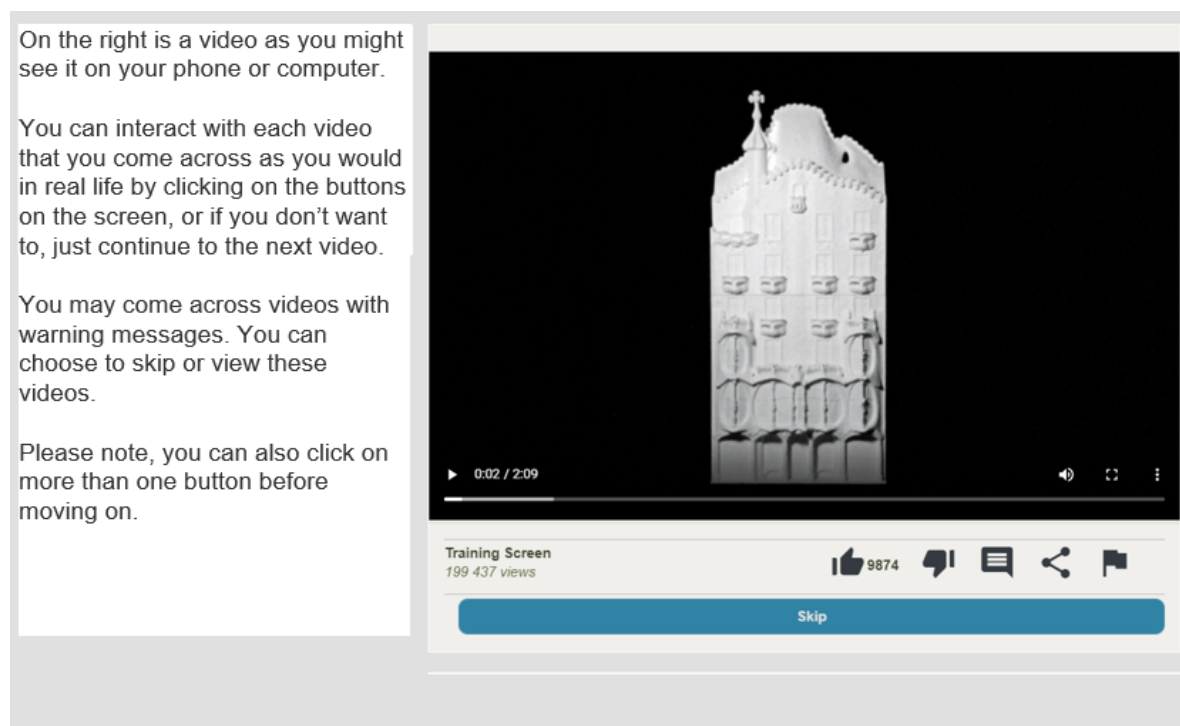 On the right is a video as you might
see it on your phone or computer.
You can interact with each video
that you come across as you would
in real life by clicking on the buttons
on the screen, or if you don’t want
to, just continue to the next video.
You may come across videos with
warning messages. You can
choose to skip or view these
videos.
Please note, you can also click on
more than one button before
moving on.
0:02 / 2:09
Training Screen
199 437 views
9874
Skip